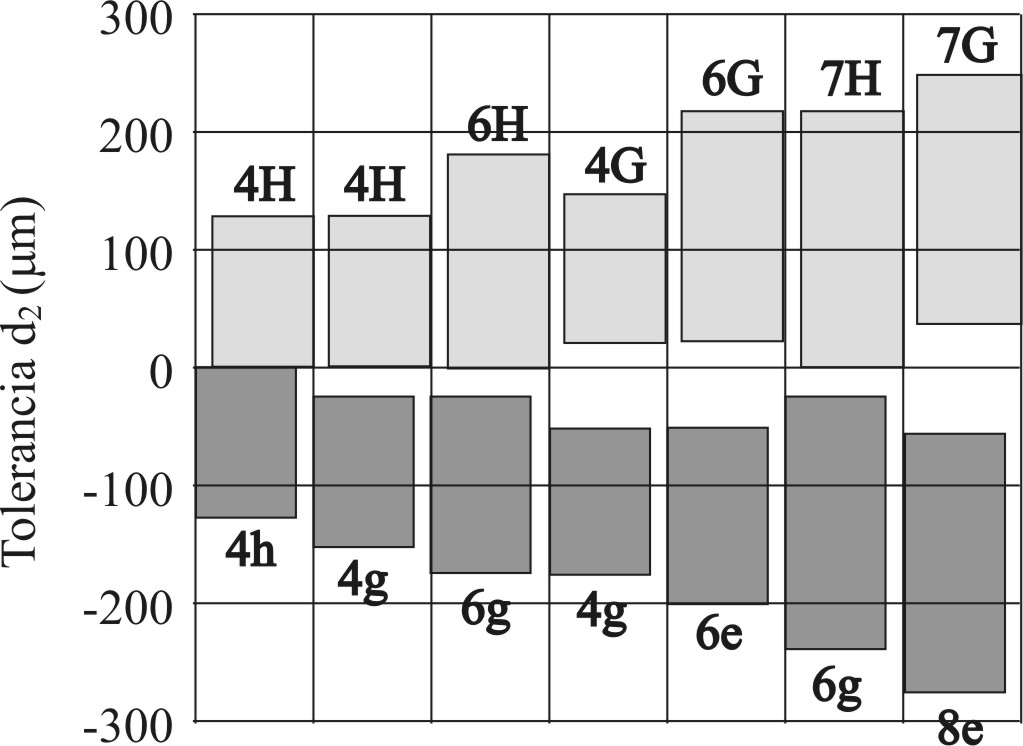 300
200
100
0
-100
-200
-300
Tolerancia d₂ (μm)
4H
4H
6H
4G
6G
7H
7G
4h
4g
6g
4g
6e
6g
8e